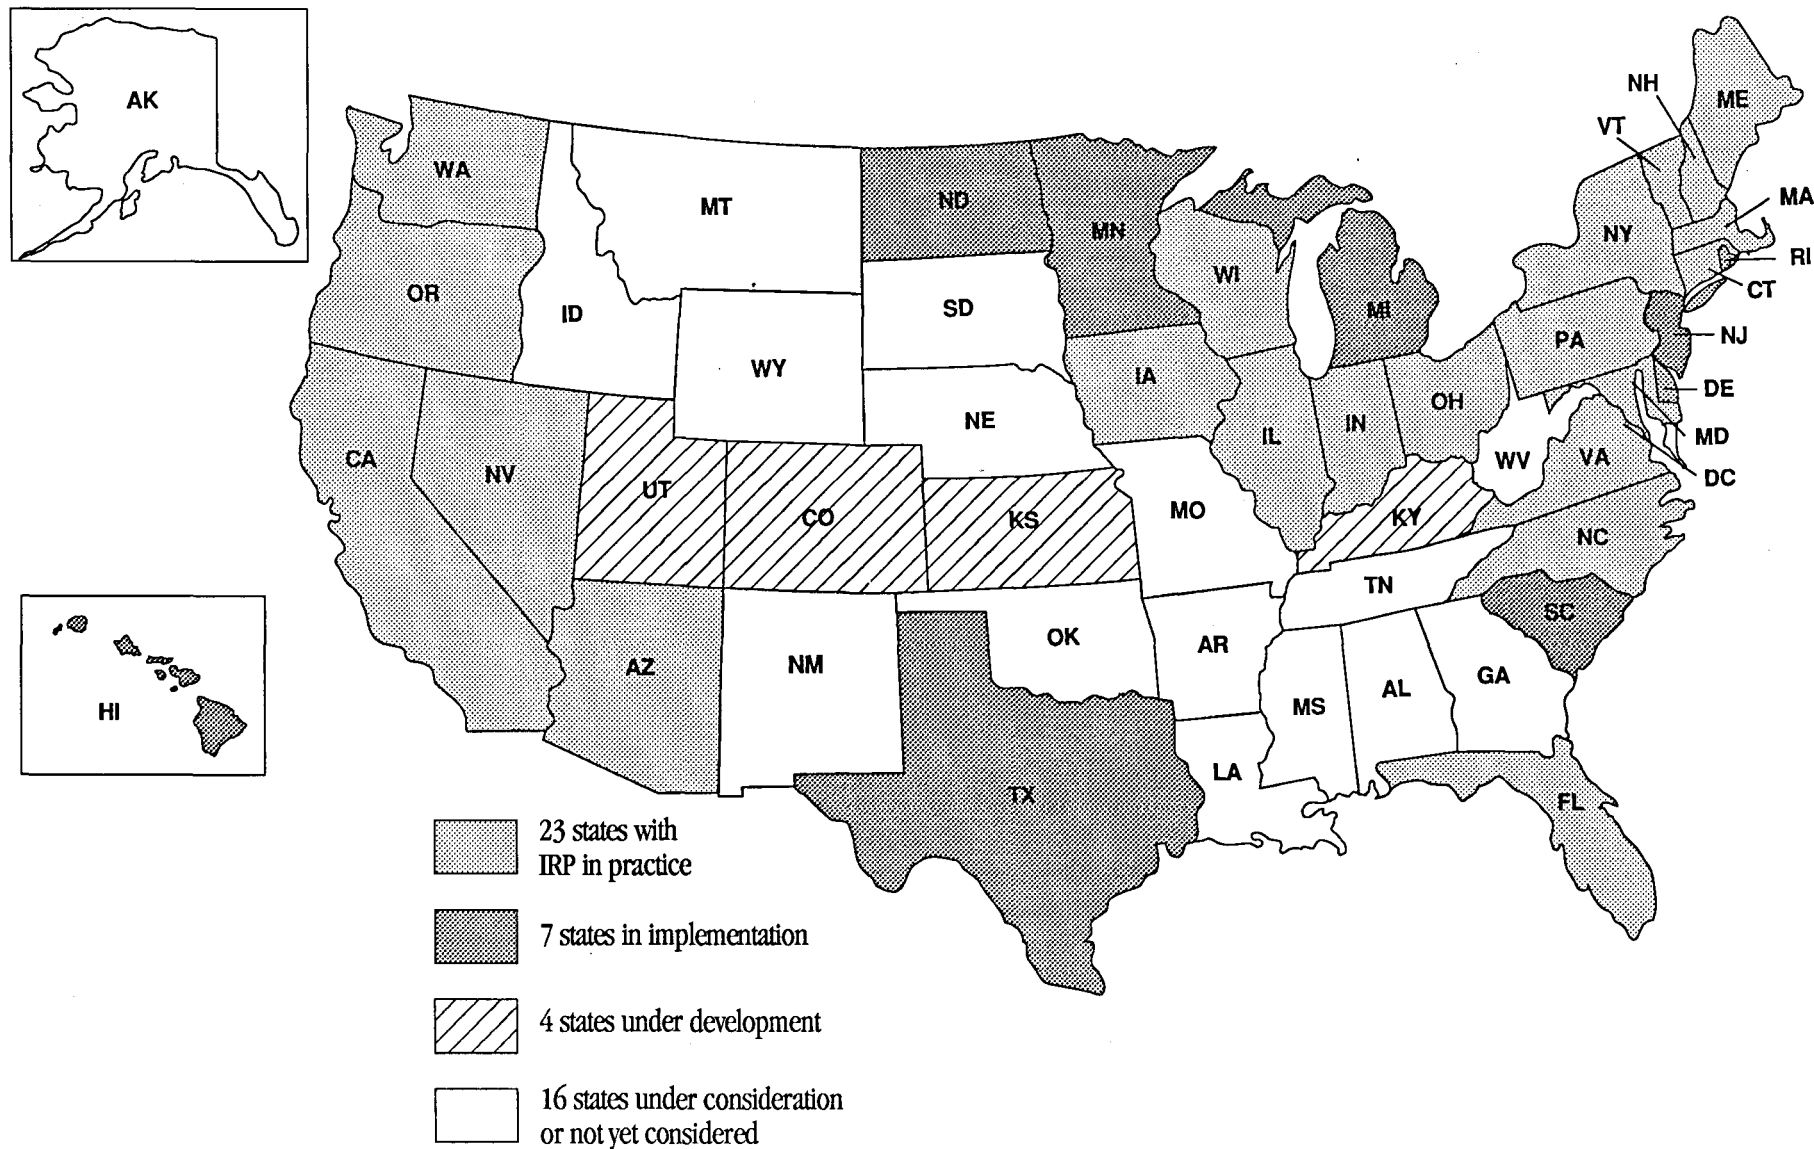 AK
NH
ME
VT
WA
MT
ND
MN
MA
NY
RI
WI
CT
OR
ID
SD
MI
PA
NJ
WY
IA
DE
NE
OH
IL
IN
MD
CA
NV
WV
VA
DC
UT
CO
KS
MO
KY
NC
TN
SC
OK
AR
AZ
NM
GA
AL
MS
HI
LA
TX
FL
23 states with
IRP in practice
7 states in implementation
4 states under development
16 states under consideration
or not yet considered